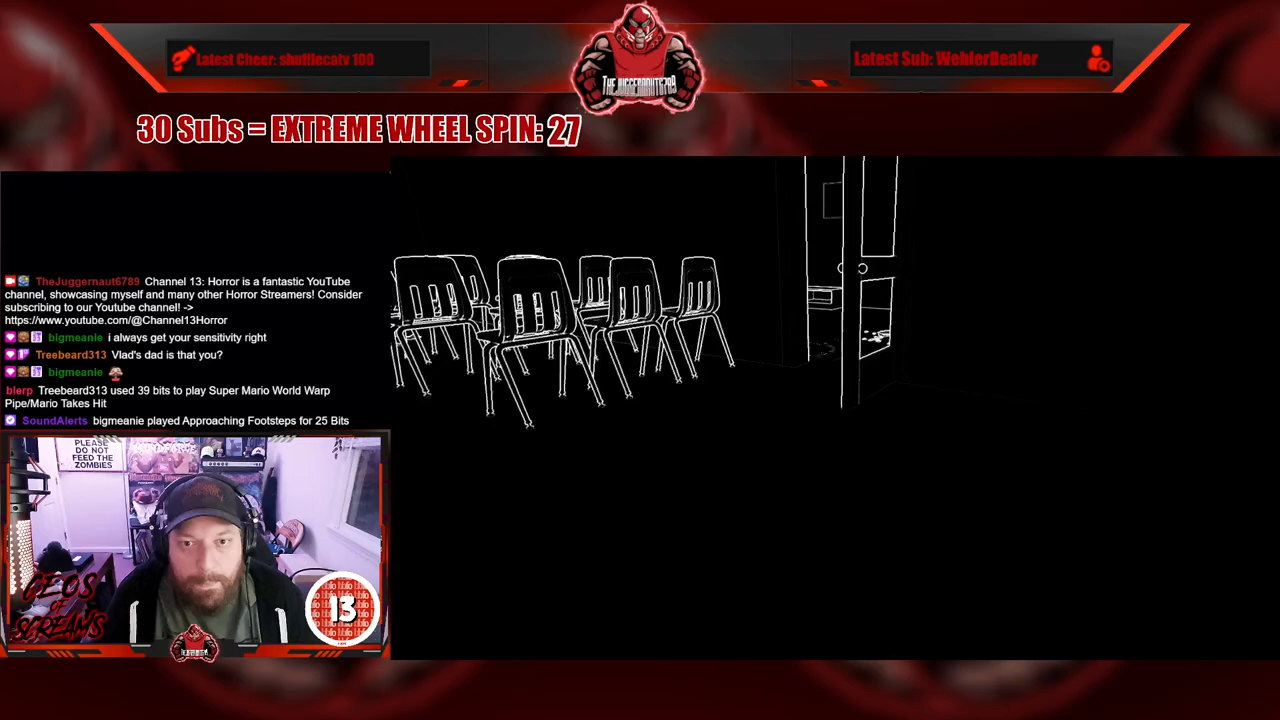 Latest Cheer: shufflecatv 100
THEJUGGERNAUT6789
Latest Sub: WehlerDealer
30 Subs = EXTREME WHEEL SPIN: 27
TheJuggernaut6789 Channel 13: Horror is a fantastic YouTube
channel, showcasing myself and many other Horror Streamers! Consider
subscribing to our Youtube channel! ->
https://www.youtube.com/@Channel13Horror
bigmeanie i always get your sensitivity right
Treebeard313 Vlad's dad is that you?
bigmeanie
blerp Treebeard313 used 39 bits to play Super Mario World Warp
Pipe/Mario Takes Hit
SoundAlerts bigmeanie played Approaching Footsteps for 25 Bits
PLEASE
DO NOT
FEED THE
ZOMBIES
GEOS
OF
SCREAMS
13